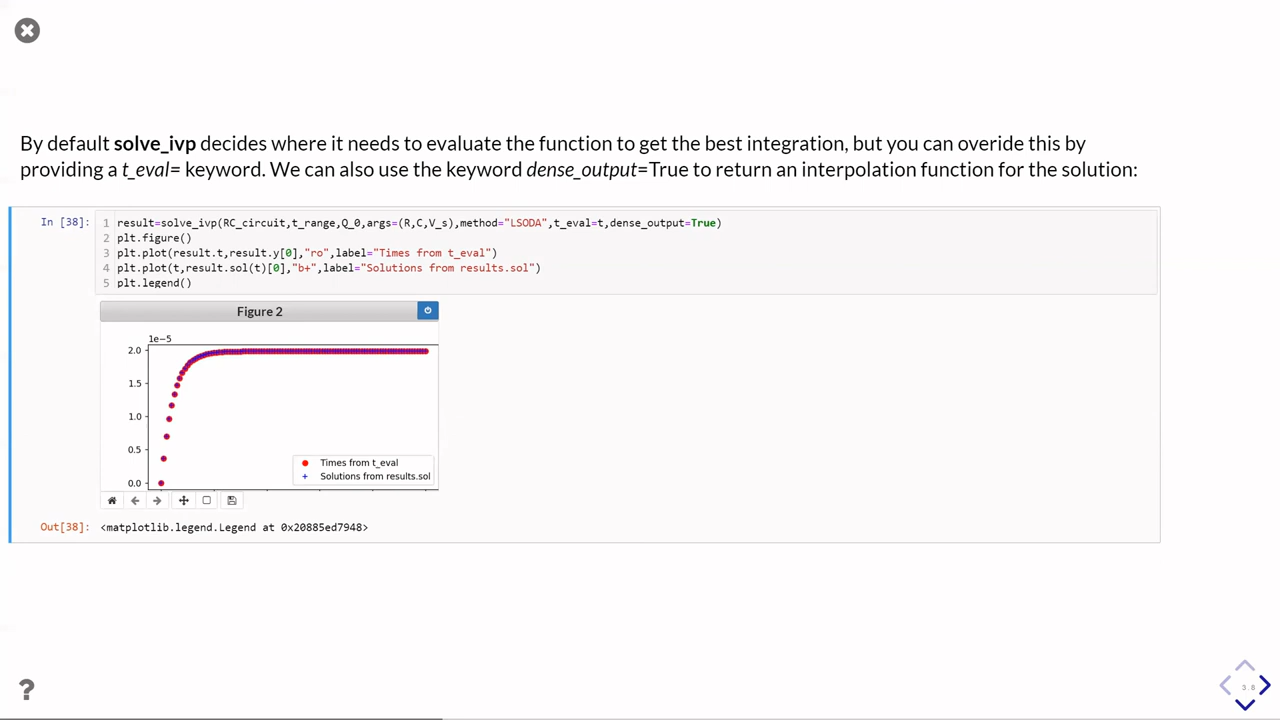 By default solve_ivp decides where it needs to evaluate the function to get the best integration, but you can overide this by
providing a t_eval= keyword. We can also use the keyword dense_output=True to return an interpolation function for the solution:
In [38]:
1 result=solve_ivp(RC_circuit,t_range,Q_0,args=(R,C,V_s),method="LSODA",t_eval=t,dense_output=True)
2 plt.figure()
3 plt.plot(result.t,result.y[0],"ro",label="Times from t_eval")
4 plt.plot(t,result.sol(t)[0],"b+",label="Solutions from results.sol")
5 plt.legend()
Figure 2
1e−5
2.0
1.5
1.0
0.5
0.0
Times from t_eval
Solutions from results.sol
Out[38]: <matplotlib.legend.Legend at 0x20885ed7948>
?
3.8